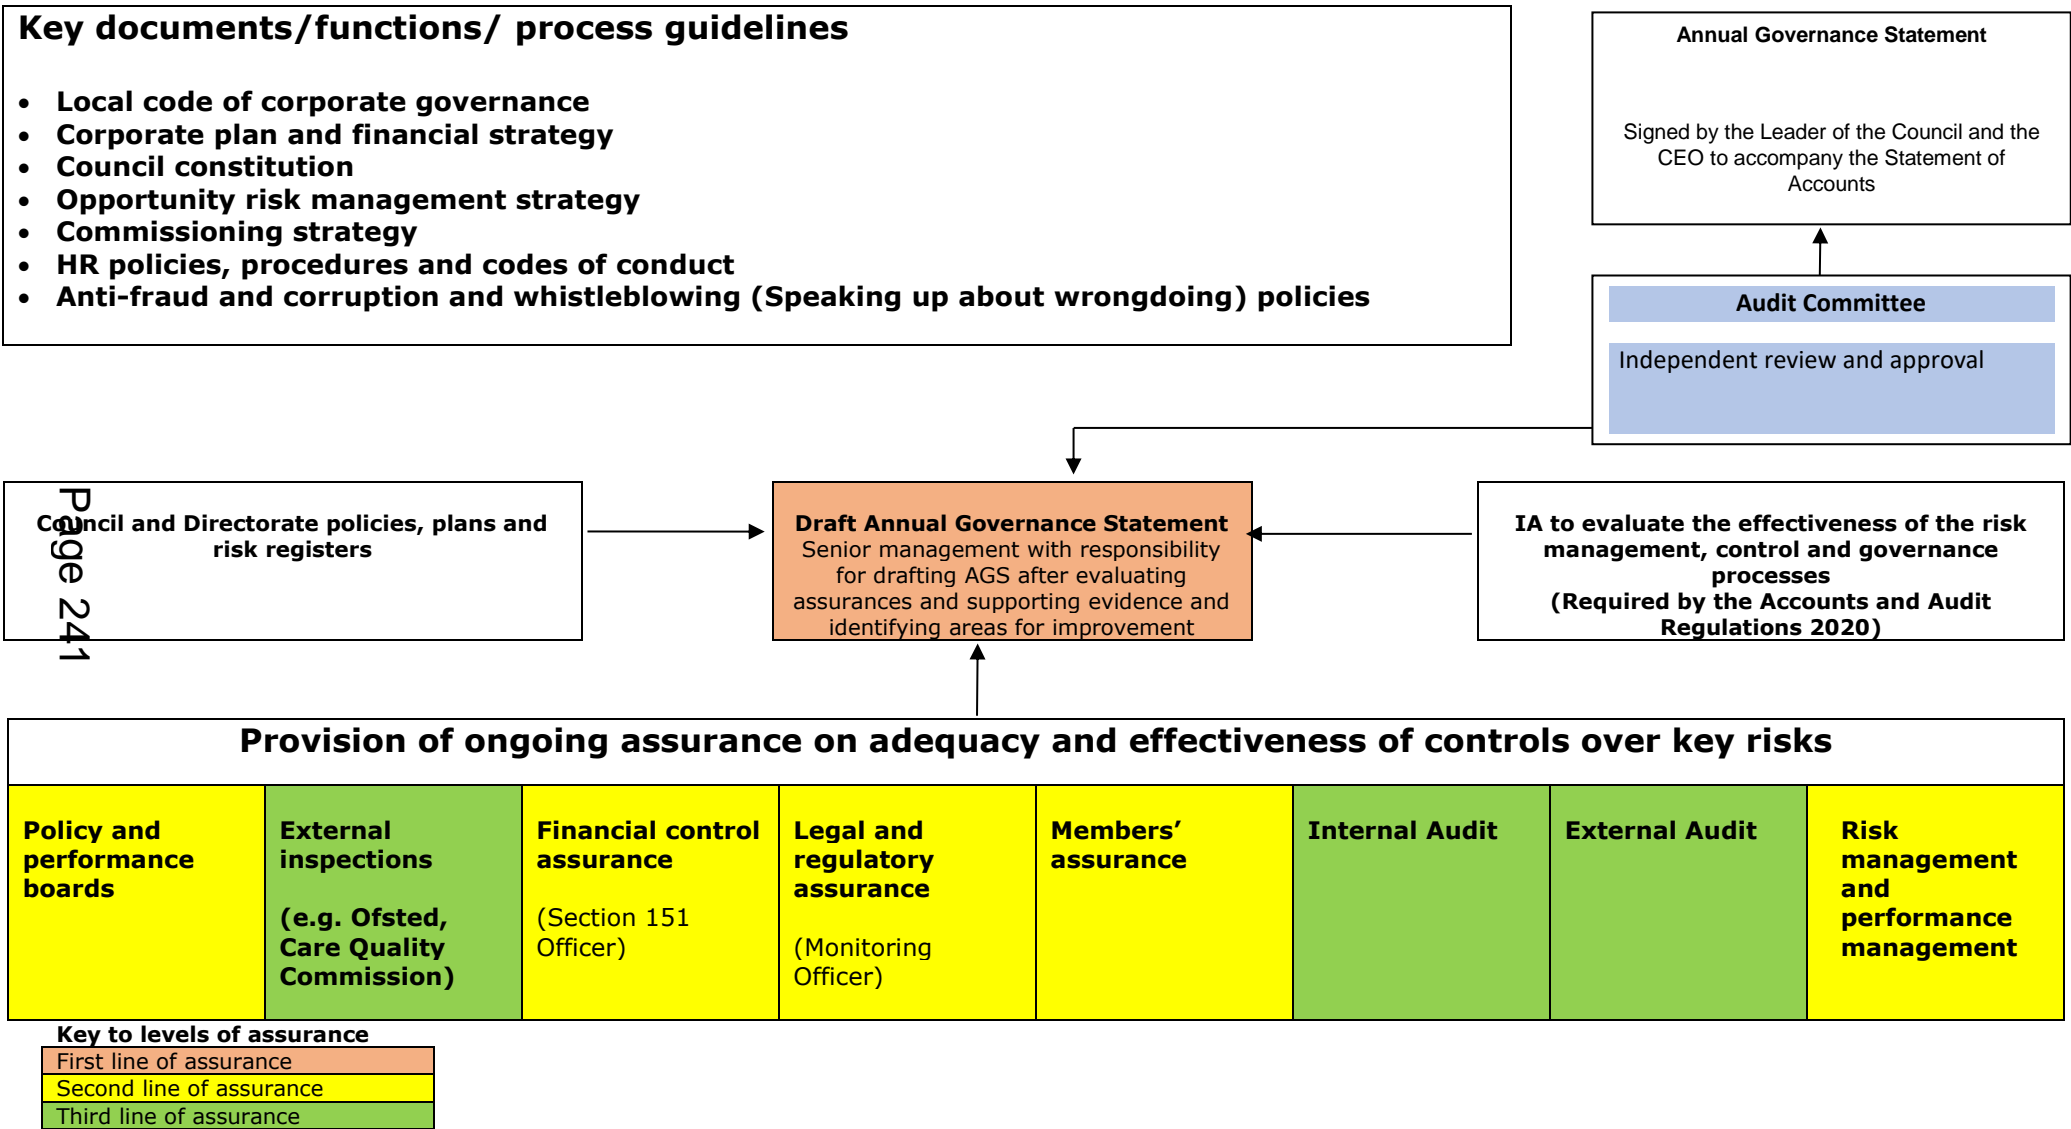 Key documents/functions/ process guidelines
• Local code of corporate governance
• Corporate plan and financial strategy
• Council constitution
• Opportunity risk management strategy
• Commissioning strategy
• HR policies, procedures and codes of conduct
• Anti-fraud and corruption and whistleblowing (Speaking up about wrongdoing) policies
Annual Governance Statement
Signed by the Leader of the Council and the
CEO to accompany the Statement of
Accounts
Audit Committee
Independent review and approval
Page 241
Council and Directorate policies, plans and
risk registers
Draft Annual Governance Statement
Senior management with responsibility
for drafting AGS after evaluating
assurances and supporting evidence and
identifying areas for improvement
IA to evaluate the effectiveness of the risk
management, control and governance
processes
(Required by the Accounts and Audit
Regulations 2020)
Provision of ongoing assurance on adequacy and effectiveness of controls over key risks
Policy and
performance
boards
External
inspections
(e.g. Ofsted,
Care Quality
Commission)
Financial control
assurance
(Section 151
Officer)
Legal and
regulatory
assurance
(Monitoring
Officer)
Members’
assurance
Internal Audit
External Audit
Risk
management
and
performance
management
Key to levels of assurance
First line of assurance
Second line of assurance
Third line of assurance